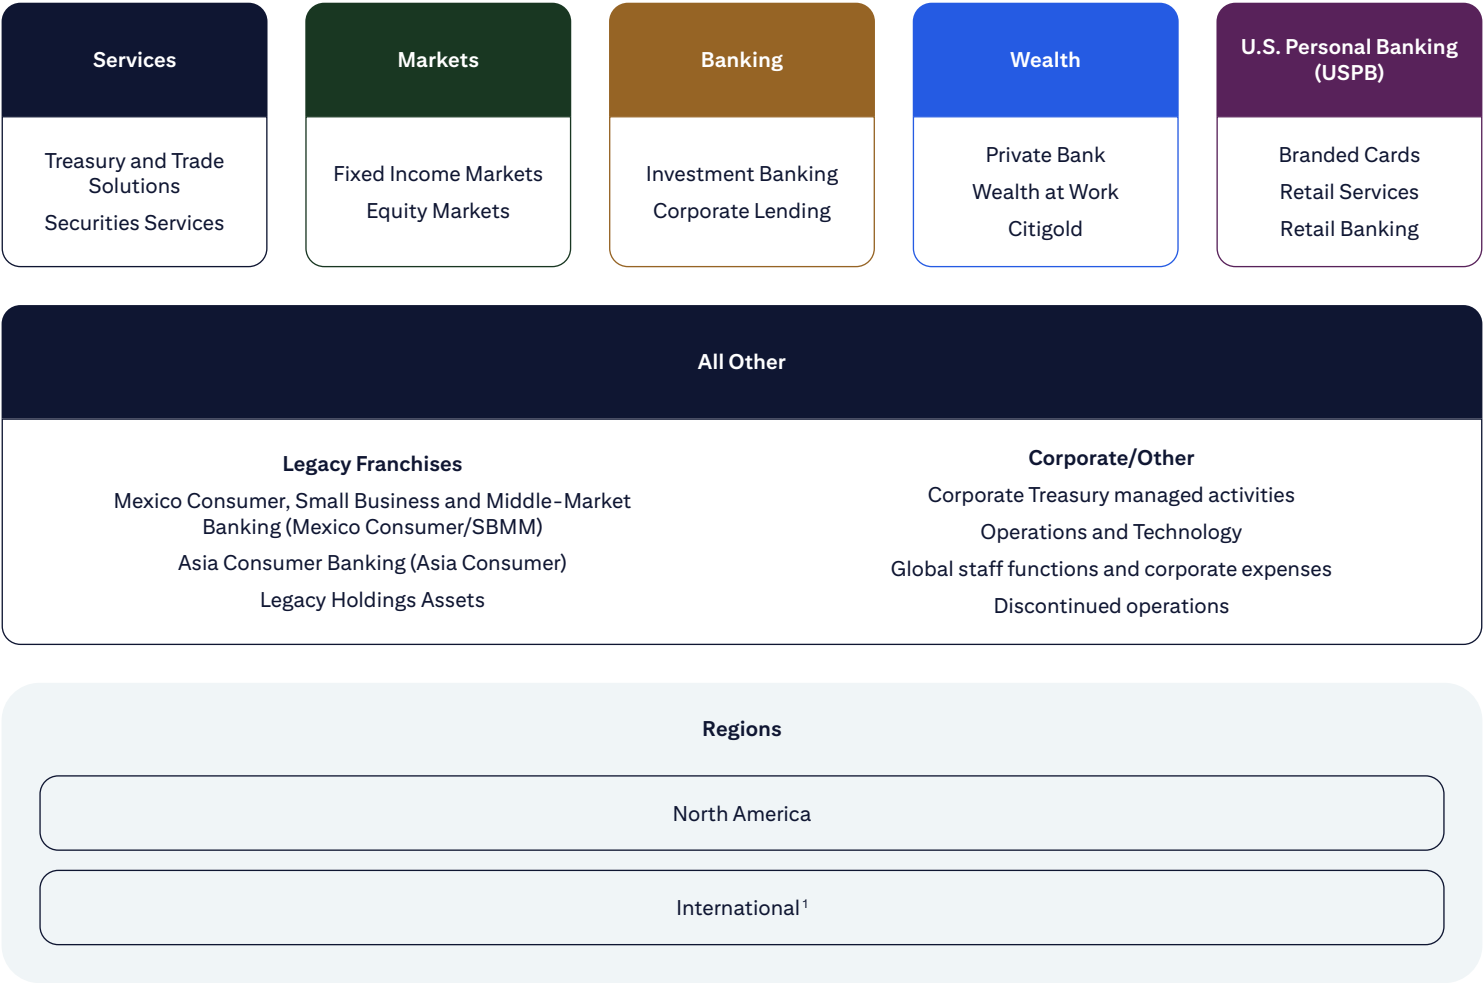 Services
Treasury and Trade
Solutions
Securities Services
Markets
Fixed Income Markets
Equity Markets
Banking
Investment Banking
Corporate Lending
Wealth
Private Bank
Wealth at Work
Citigold
U.S. Personal Banking
(USPB)
Branded Cards
Retail Services
Retail Banking
All Other
Legacy Franchises
Mexico Consumer, Small Business and Middle-Market
Banking (Mexico Consumer/SBMM)
Asia Consumer Banking (Asia Consumer)
Legacy Holdings Assets
Corporate/Other
Corporate Treasury managed activities
Operations and Technology
Global staff functions and corporate expenses
Discontinued operations
Regions
North America
International¹